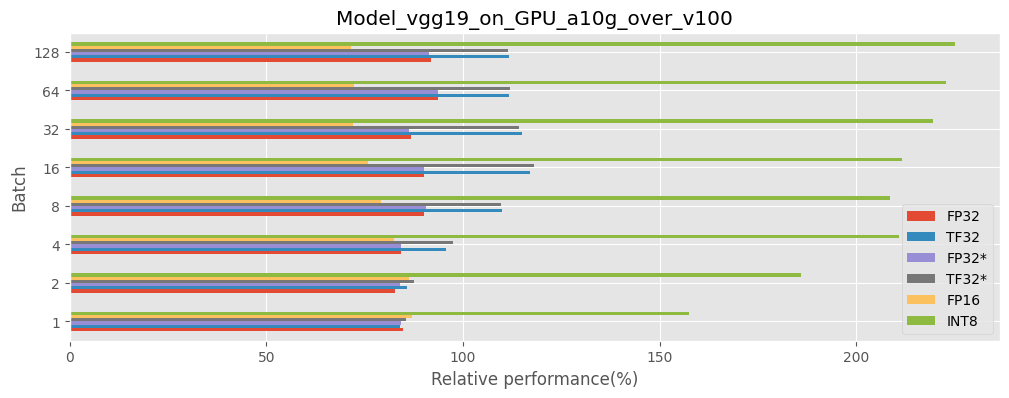 Model_vgg19_on_GPU_a10g_over_v100
Batch
128
64
32
16
8
4
2
1
FP32
TF32
FP32*
TF32*
FP16
INT8
0 50 100 150 200
Relative performance(%)